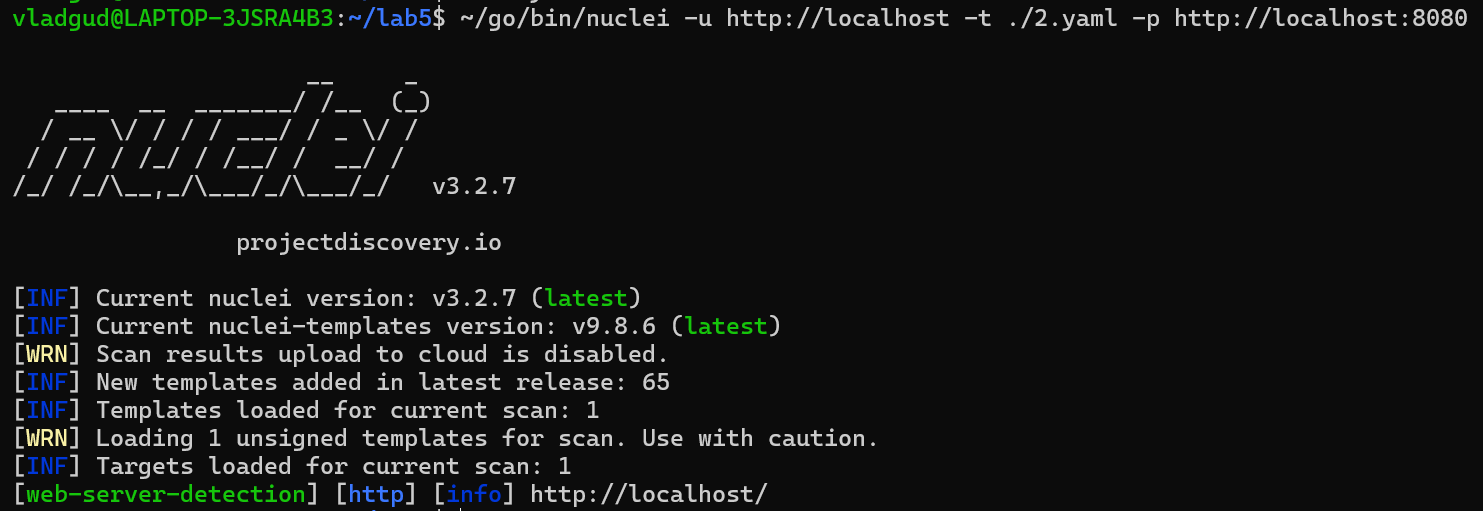 vladgud@LAPTOP-3JSRA4B3:~/lab5$ ~/go/bin/nuclei -u http://localhost -t ./2.yaml -p http://localhost:8080
                     __     _
   ____  __  _______/ /__  (_)
  / __ \/ / / / ___/ / _ \/ /
 / / / / /_/ / /__/ /  __/ /
/_/ /_/\__,_/\___/_/\___/_/   v3.2.7
projectdiscovery.io
[INF] Current nuclei version: v3.2.7 (latest)
[INF] Current nuclei-templates version: v9.8.6 (latest)
[WRN] Scan results upload to cloud is disabled.
[INF] New templates added in latest release: 65
[INF] Templates loaded for current scan: 1
[WRN] Loading 1 unsigned templates for scan. Use with caution.
[INF] Targets loaded for current scan: 1
[web-server-detection] [http] [info] http://localhost/